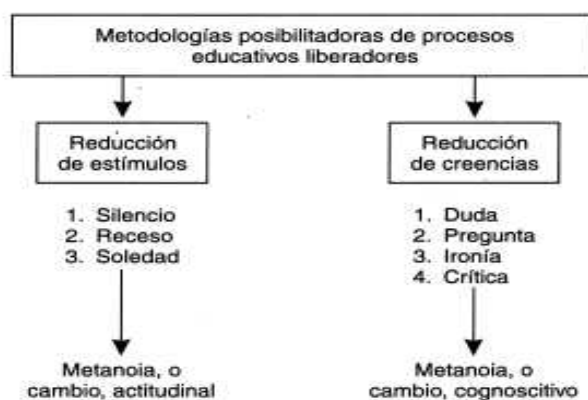 Metodologías posibilitadoras de procesos
educativos liberadores
Reducción
de estímulos
1. Silencio
2. Receso
3. Soledad
Metanoia, o
cambio, actitudinal
Reducción
de creencias
1. Duda
2. Pregunta
3. Ironía
4. Crítica
Metanoia, o
cambio, cognoscitivo